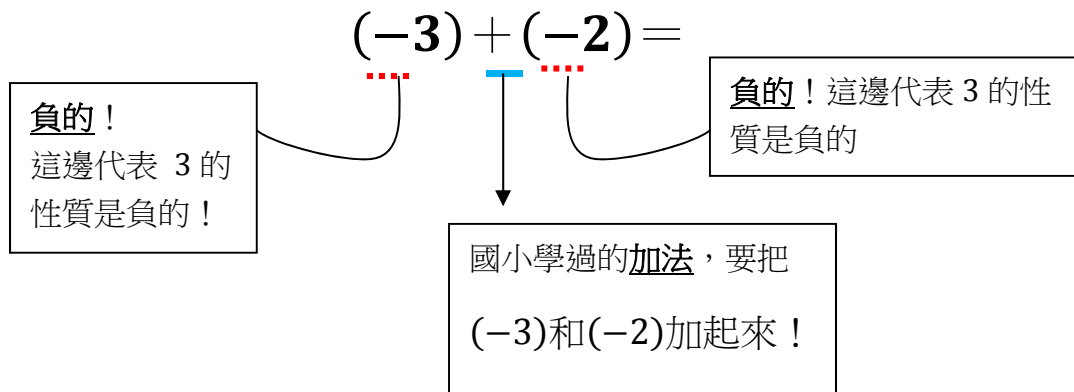 (−3)＋(−2)＝
負的！
這邊代表 3 的
性質是負的！
負的！這邊代表 3 的性
質是負的
國小學過的加法，要把
(−3)和(−2)加起來！